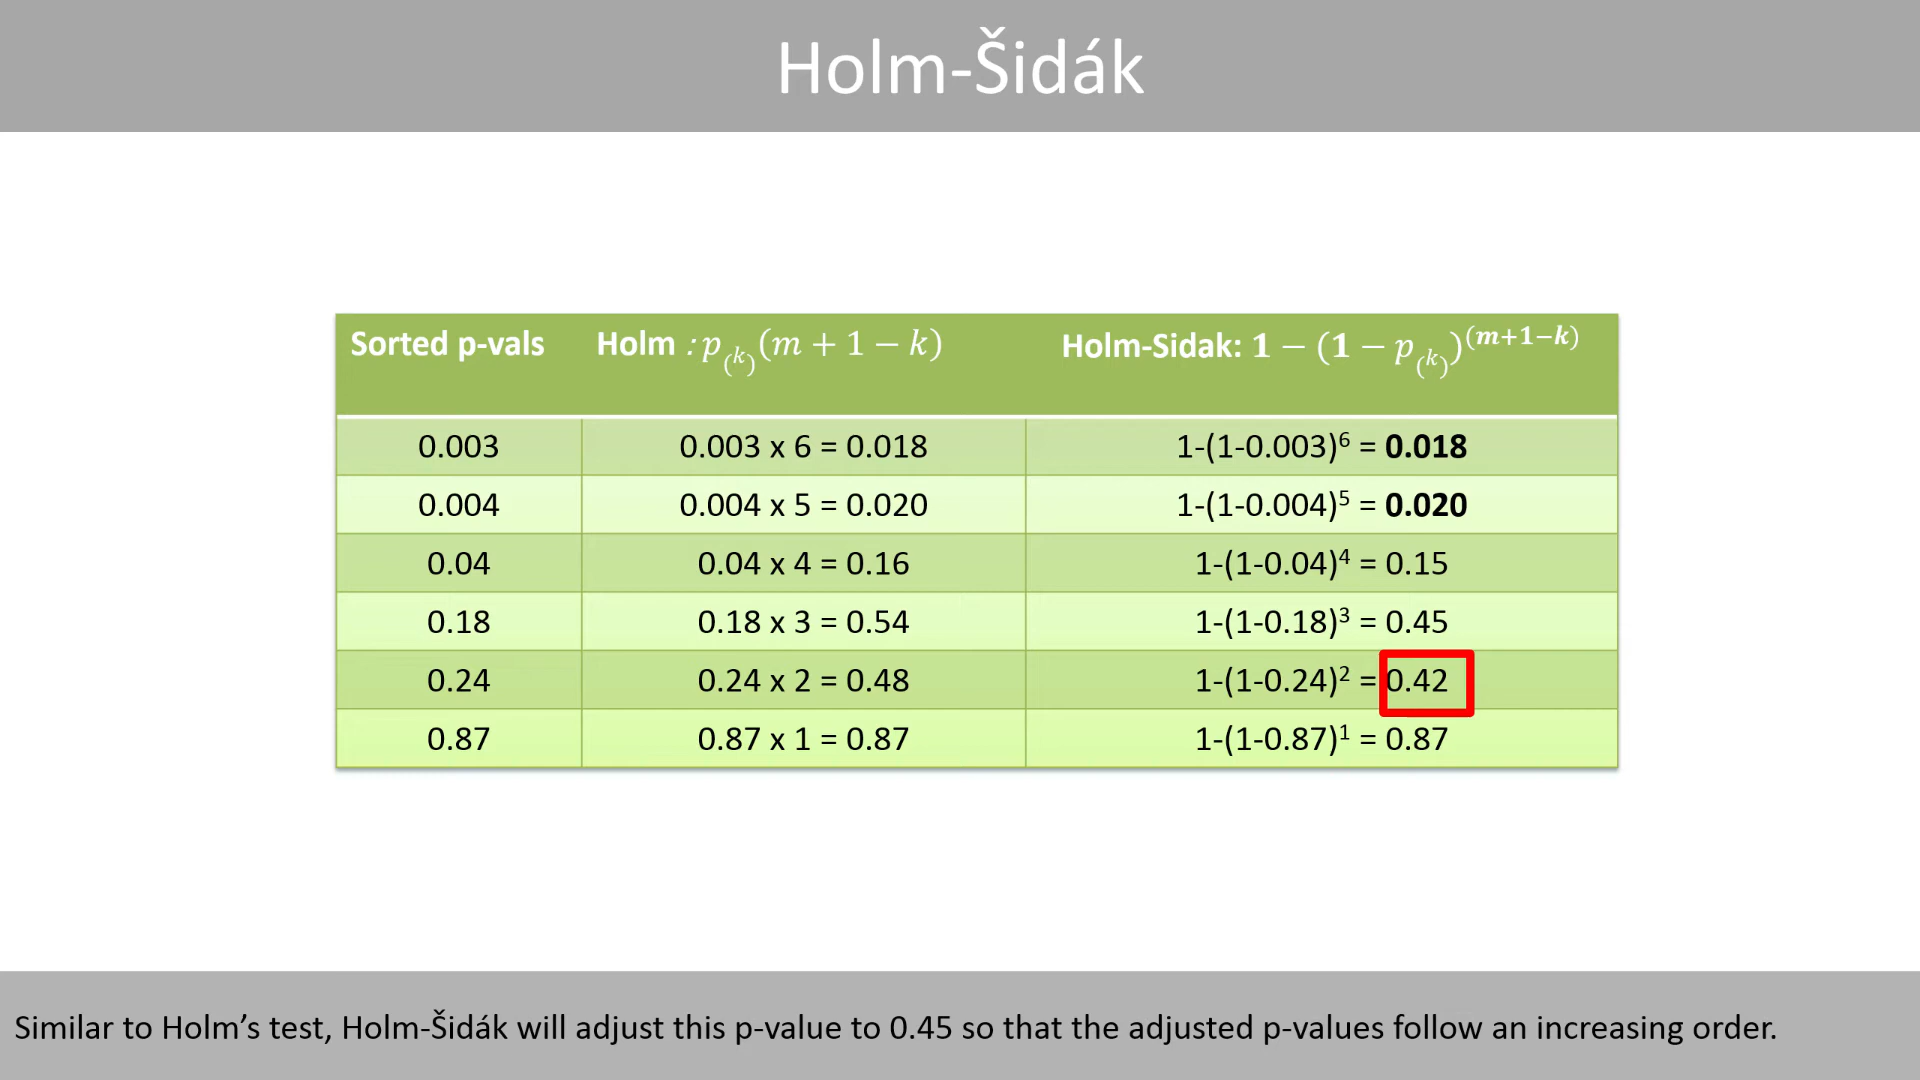 Holm-Šidák
Sorted p-vals Holm : p₍ₖ₎(m + 1 − k) Holm-Sidak: 1 − (1 − p₍ₖ₎)^(m+1−k)
0.003 0.003 x 6 = 0.018 1-(1-0.003)⁶ = 0.018
0.004 0.004 x 5 = 0.020 1-(1-0.004)⁵ = 0.020
0.04 0.04 x 4 = 0.16 1-(1-0.04)⁴ = 0.15
0.18 0.18 x 3 = 0.54 1-(1-0.18)³ = 0.45
0.24 0.24 x 2 = 0.48 1-(1-0.24)² = 0.42
0.87 0.87 x 1 = 0.87 1-(1-0.87)¹ = 0.87
Similar to Holm’s test, Holm-Šidák will adjust this p-value to 0.45 so that the adjusted p-values follow an increasing order.